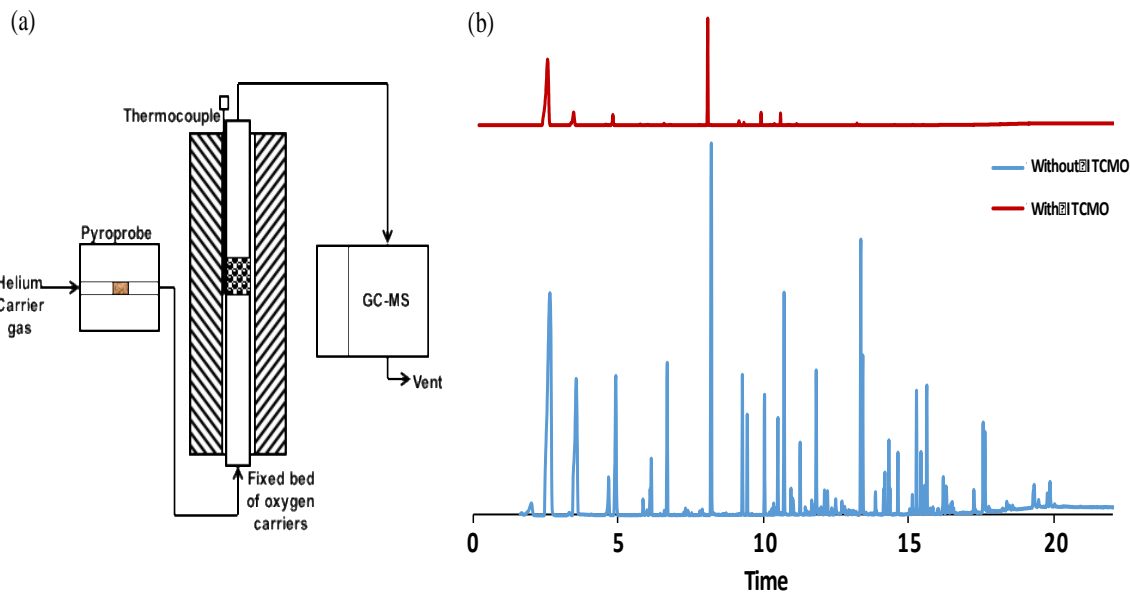 (a)
Thermocouple
Pyroprobe
Helium
Carrier
gas
GC-MS
Vent
Fixed bed
of oxygen
carriers
(b)
Without⍰ITCMO
With⍰ITCMO
0 5 10 15 20
Time